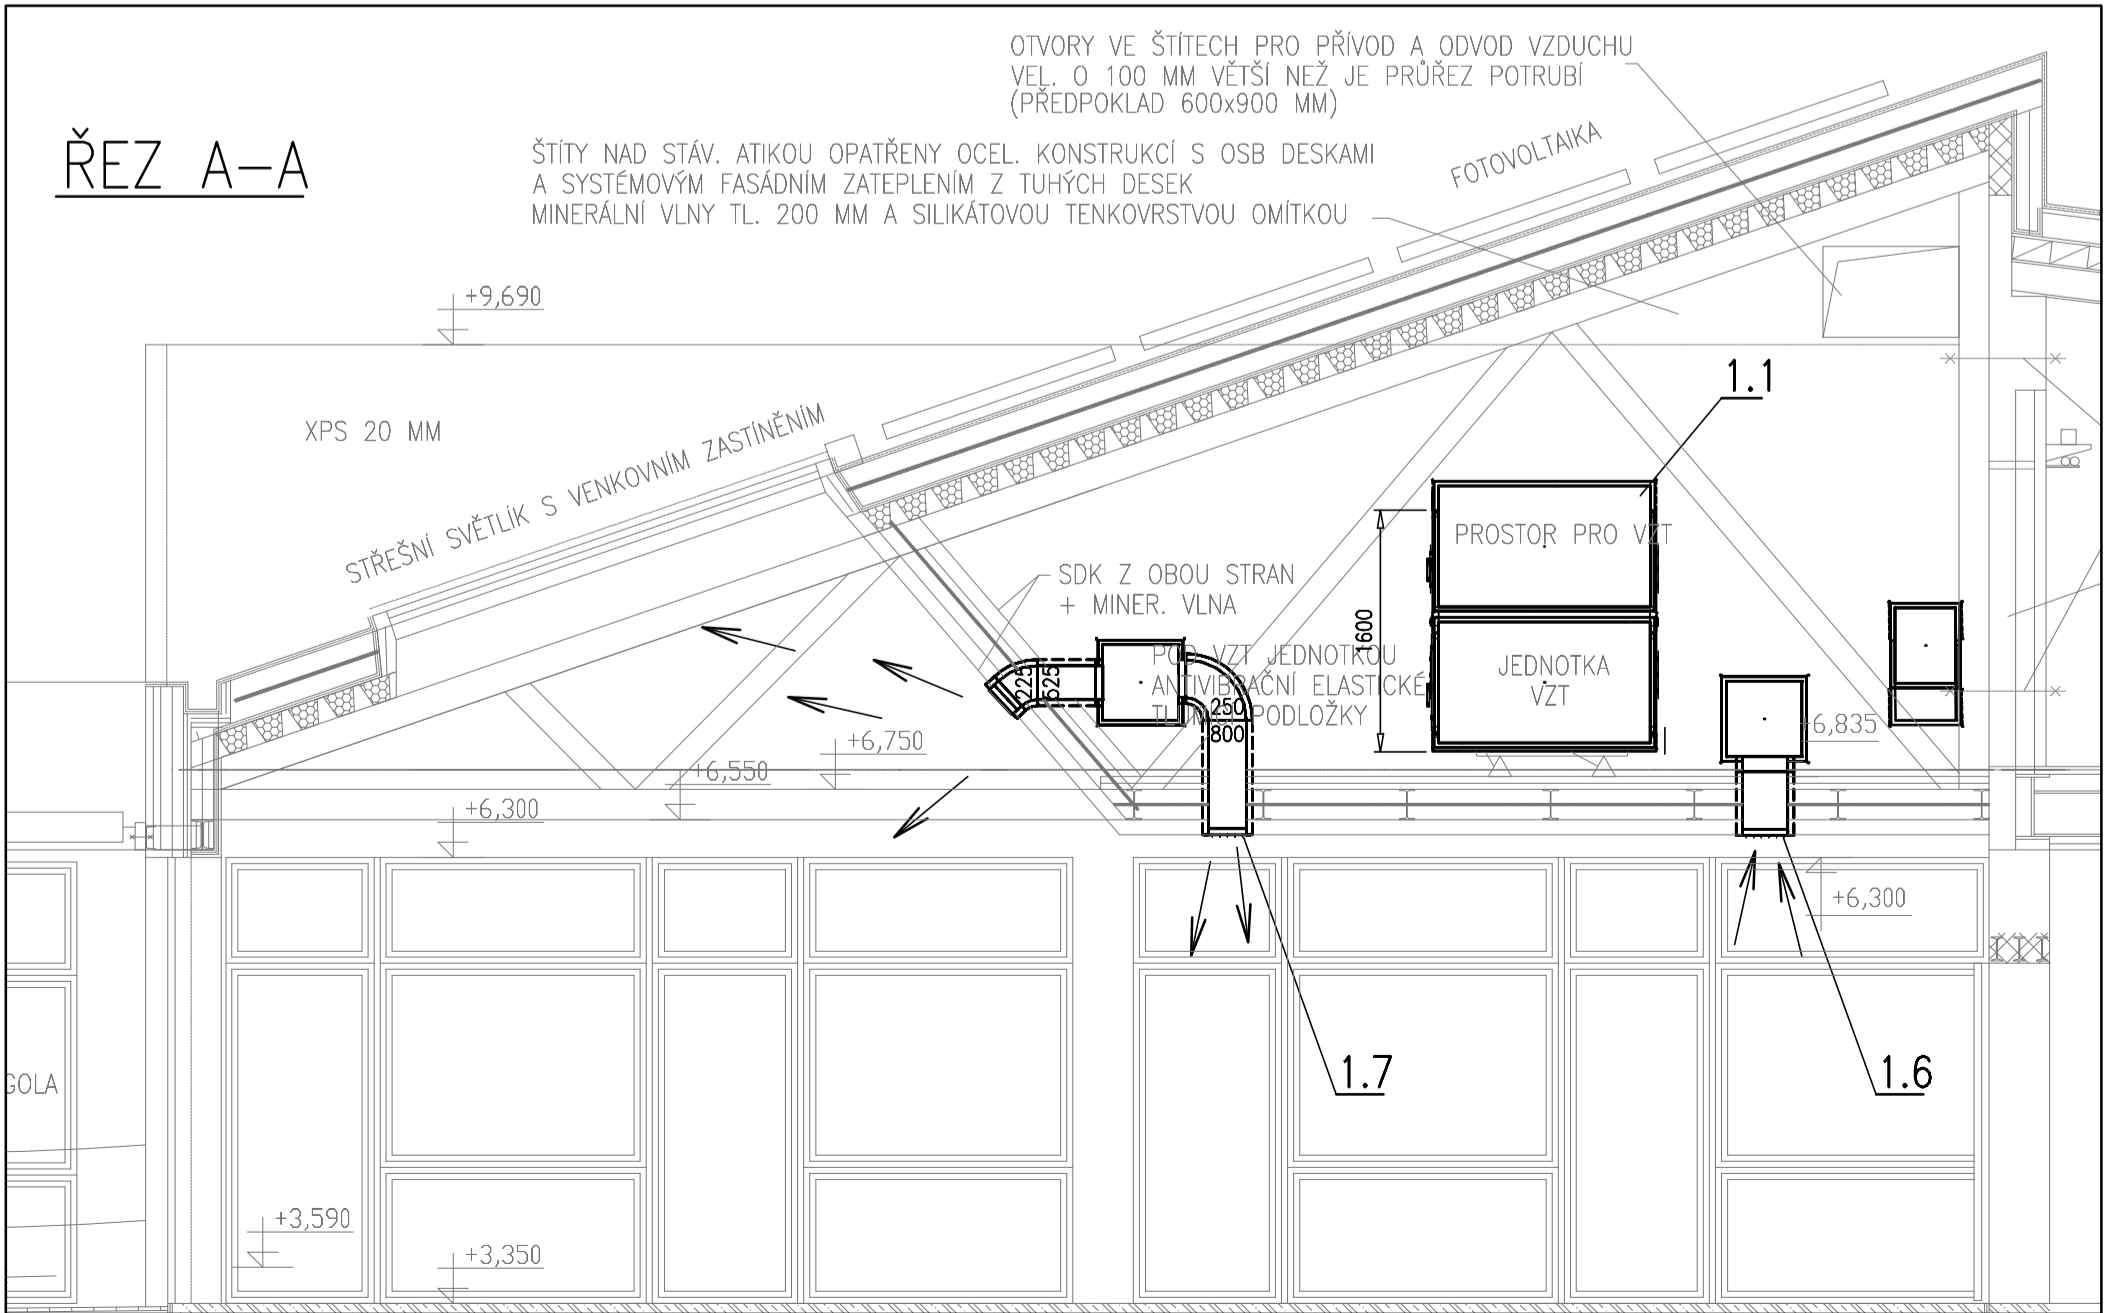 OTVORY VE ŠTÍTECH PRO PŘÍVOD A ODVOD VZDUCHU
VEL. O 100 MM VĚTŠÍ NEŽ JE PRŮŘEZ POTRUBÍ
(PŘEDPOKLAD 600x900 MM)
ŘEZ A-A
ŠTÍTY NAD STÁV. ATIKOU OPATŘENY OCEL. KONSTRUKCÍ S OSB DESKAMI
A SYSTÉMOVÝM FASÁDNÍM ZATEPLENÍM Z TUHÝCH DESEK
MINERÁLNÍ VLNY TL. 200 MM A SILIKÁTOVOU TENKOVRSTVOU OMÍTKOU
FOTOVOLTAIKA
+9,690
1.1
XPS 20 MM
STŘEŠNÍ SVĚTLÍK S VENKOVNÍM ZASTÍNĚNÍM
PROSTOR PRO VZT
SDK Z OBOU STRAN
+ MINER. VLNA
1600
POD VZT JEDNOTKOU
ANTIVIBRAČNÍ ELASTICKÉ
PODLOŽKY
JEDNOTKA
VZT
225
525
250
800
+6,835
+6,750
+6,550
+6,300
+6,300
1.7
1.6
GOLA
+3,590
+3,350